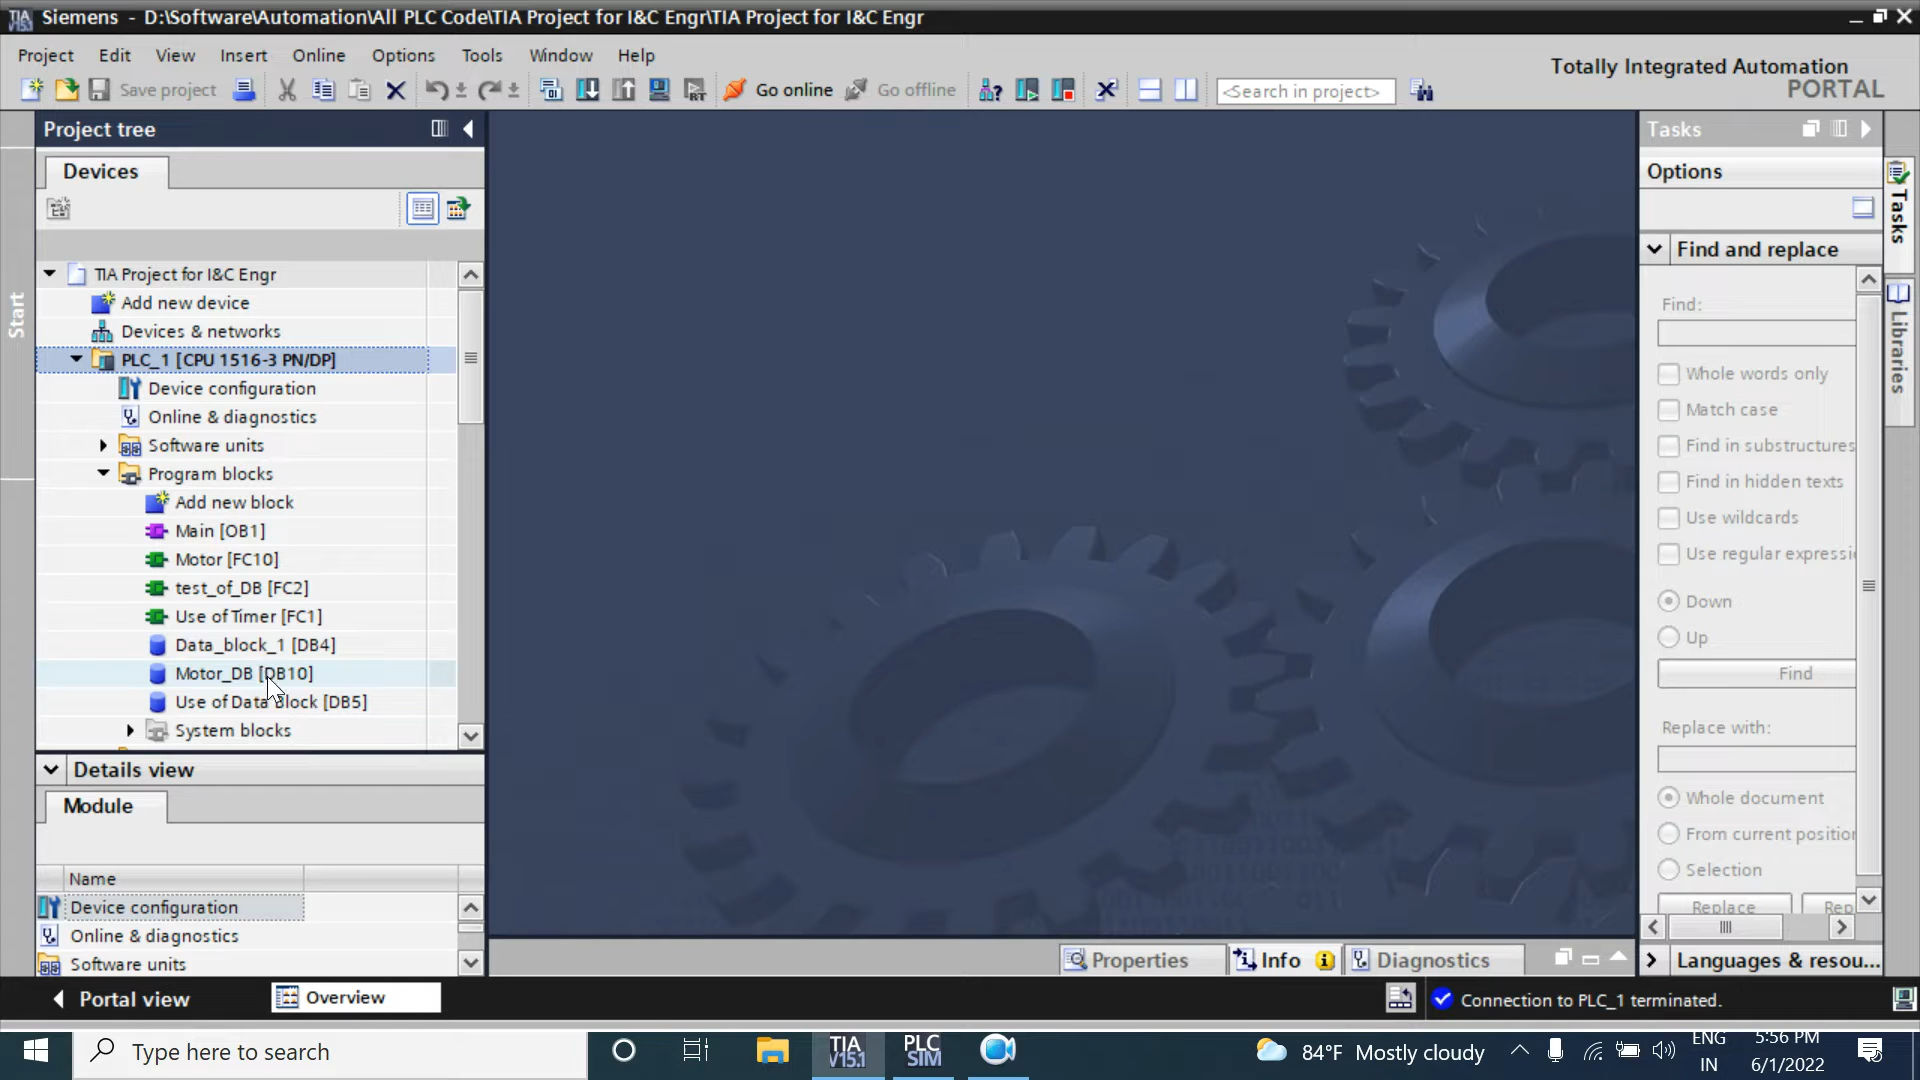 TIA V15.1 Siemens - D:\Software\Automation\All PLC Code\TIA Project for I&C Engr\TIA Project for I&C Engr
Project Edit View Insert Online Options Tools Window Help
Totally Integrated Automation
PORTAL
Save project Go online Go offline <Search in project>
Project tree
Devices
Start
TIA Project for I&C Engr
Add new device
Devices & networks
PLC_1 [CPU 1516-3 PN/DP]
Device configuration
Online & diagnostics
Software units
Program blocks
Add new block
Main [OB1]
Motor [FC10]
test_of_DB [FC2]
Use of Timer [FC1]
Data_block_1 [DB4]
Motor_DB [DB10]
Use of Data block [DB5]
System blocks
Details view
Module
Name
Device configuration
Online & diagnostics
Software units
Tasks
Options
Find and replace
Find:
Whole words only
Match case
Find in substructures
Find in hidden texts
Use wildcards
Use regular expressi
Down
Up
Find
Replace with:
Whole document
From current position
Selection
Replace Rep
Languages & resou...
Tasks
Libraries
Properties Info Diagnostics
Portal view Overview Connection to PLC_1 terminated.
Type here to search TIA V15.1 PLC SIM 84°F Mostly cloudy ENG IN 5:56 PM 6/1/2022